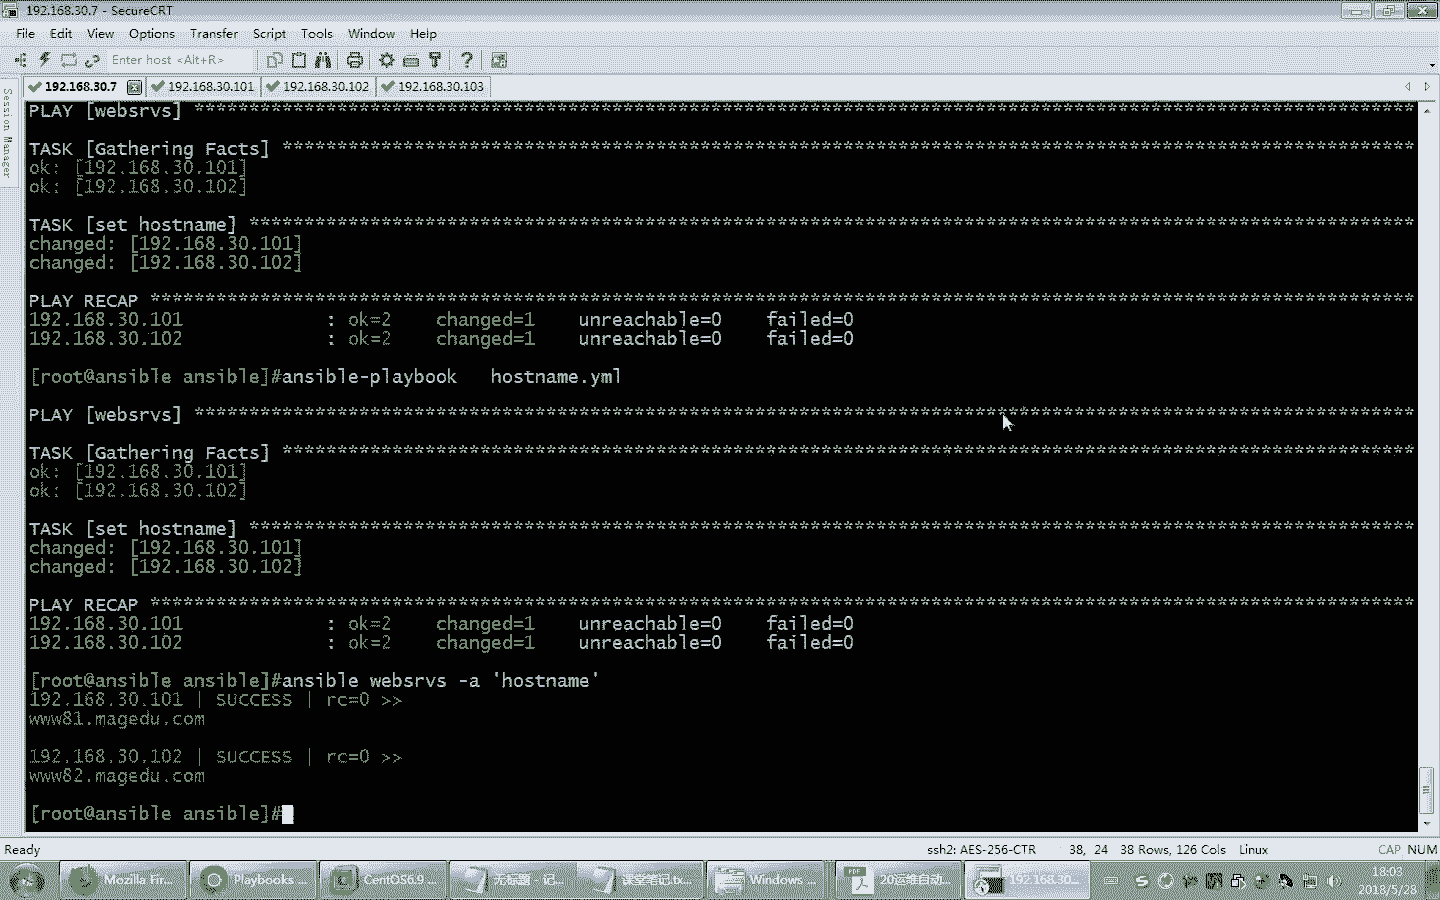 192.168.30.7 - SecureCRT
File Edit View Options Transfer Script Tools Window Help
Enter host <Alt+R>
192.168.30.7 192.168.30.101 192.168.30.102 192.168.30.103
Session Manager
PLAY [websrvs] ****************************************************************************************************************
TASK [Gathering Facts] ********************************************************************************************************
ok: [192.168.30.101]
ok: [192.168.30.102]
TASK [set hostname] ***********************************************************************************************************
changed: [192.168.30.101]
changed: [192.168.30.102]
PLAY RECAP ********************************************************************************************************************
192.168.30.101 : ok=2 changed=1 unreachable=0 failed=0
192.168.30.102 : ok=2 changed=1 unreachable=0 failed=0
[root@ansible ansible]#ansible-playbook hostname.yml
PLAY [websrvs] ****************************************************************************************************************
TASK [Gathering Facts] ********************************************************************************************************
ok: [192.168.30.101]
ok: [192.168.30.102]
TASK [set hostname] ***********************************************************************************************************
changed: [192.168.30.101]
changed: [192.168.30.102]
PLAY RECAP ********************************************************************************************************************
192.168.30.101 : ok=2 changed=1 unreachable=0 failed=0
192.168.30.102 : ok=2 changed=1 unreachable=0 failed=0
[root@ansible ansible]#ansible websrvs -a 'hostname'
192.168.30.101 | SUCCESS | rc=0 >>
www81.magedu.com
192.168.30.102 | SUCCESS | rc=0 >>
www82.magedu.com
[root@ansible ansible]#
Ready ssh2: AES-256-CTR 38, 24 38 Rows, 126 Cols Linux CAP NUM
Mozilla Fir... Playbooks ... CentOS6.9 ... 无标题 - 记... 课堂笔记.tx... Windows ... 20运维自动... 192.168.30... 18:03
2018/5/28